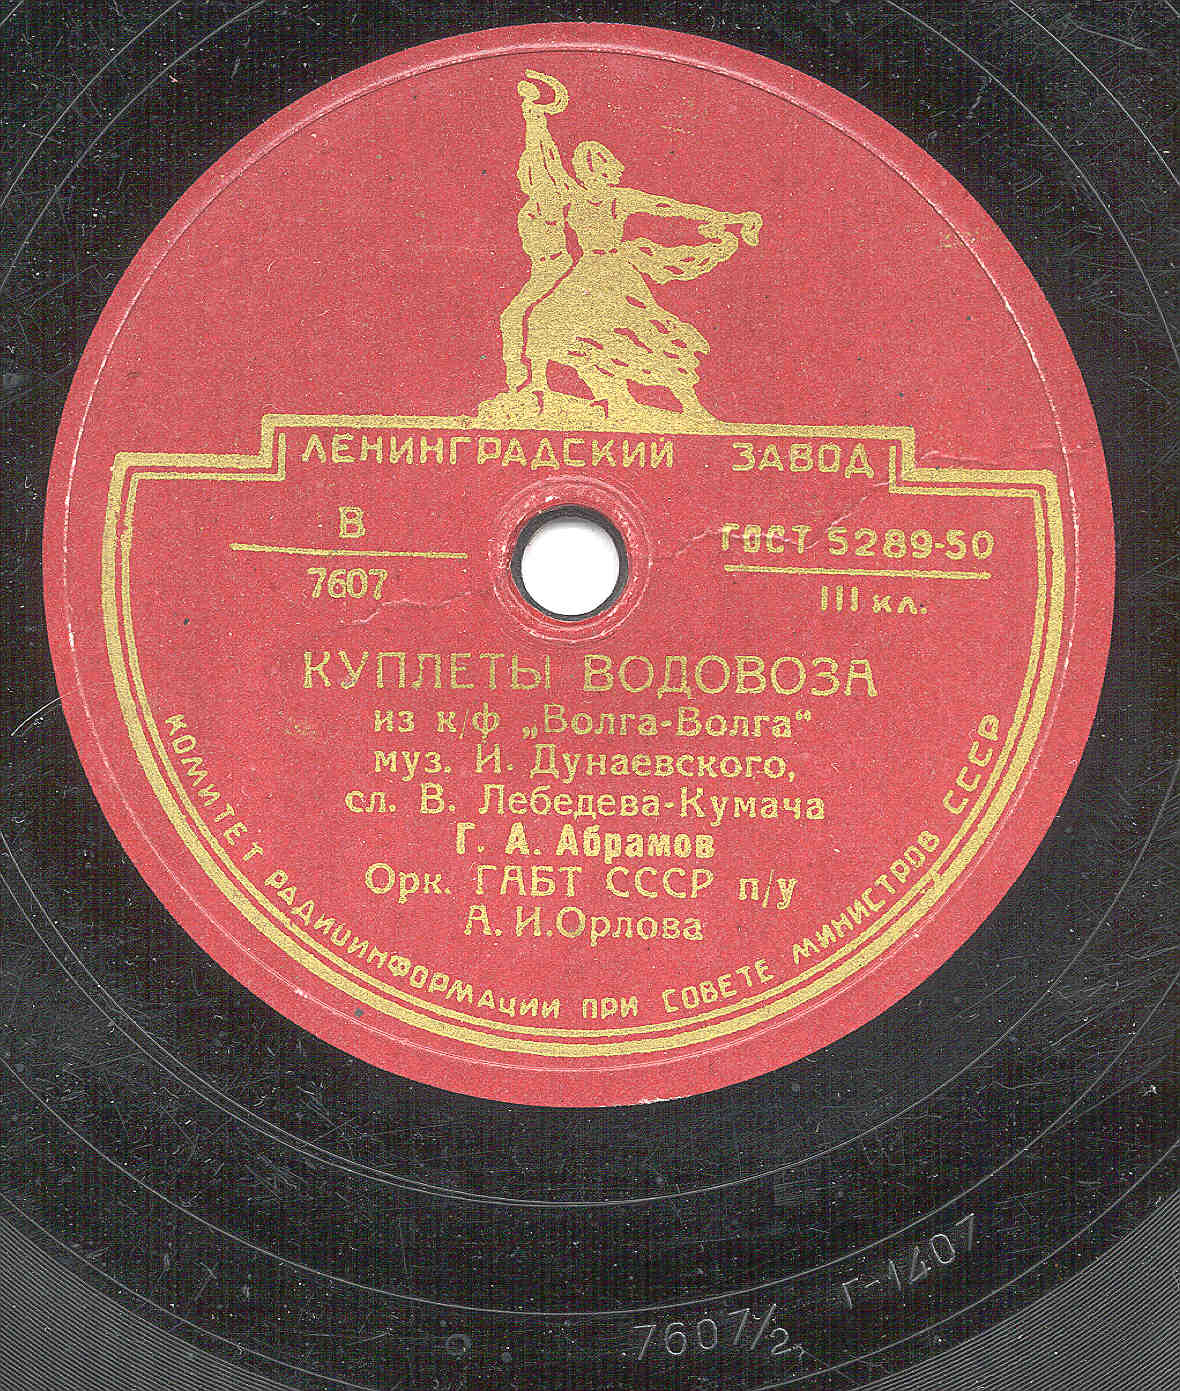 ЛЕНИНГРАДСКИЙ ЗАВОД
В
7607
ГОСТ 5289-50
III кл.
КУПЛЕТЫ ВОДОВОЗА
из к/ф „Волга-Волга“
муз. И. Дунаевского,
сл. В. Лебедева-Кумача
Г. А. Абрамов
Орк. ГАБТ СССР п/у
А. И. Орлова
КОМИТЕТ РАДИОИНФОРМАЦИИ ПРИ СОВЕТЕ МИНИСТРОВ СССР
7607/2
Г-1407